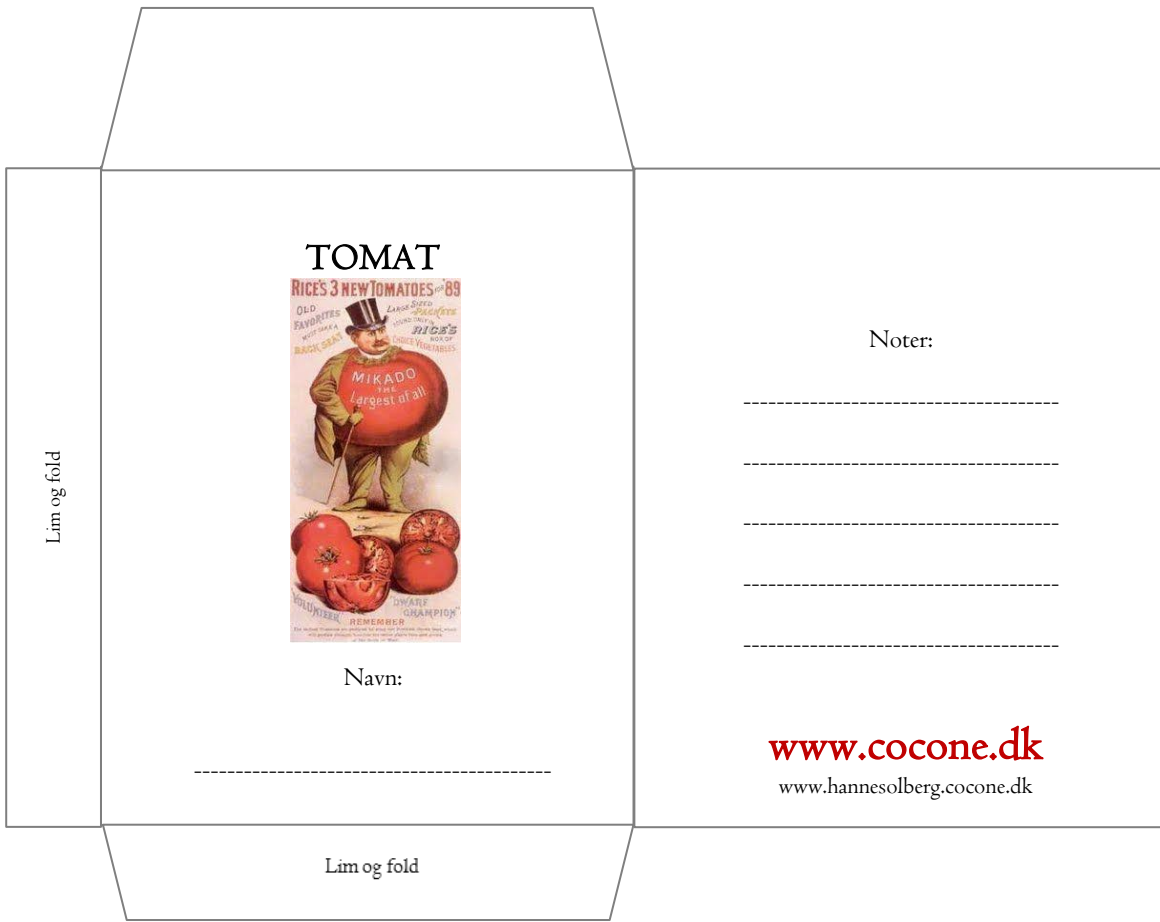 TOMAT
RICE'S 3 NEW TOMATOES FOR '89
OLD
FAVORITES
MUST TAKE A
BACK SEAT
LARGE SIZED
PACKETS
FOUND ONLY IN
RICE'S
BOX OF
CHOICE VEGETABLES
MIKADO
THE
Largest of all
"VOLUNTEER"
"DWARF
CHAMPION"
REMEMBER
Navn:
Lim og fold
Lim og fold
Noter:
www.cocone.dk
www.hannesolberg.cocone.dk